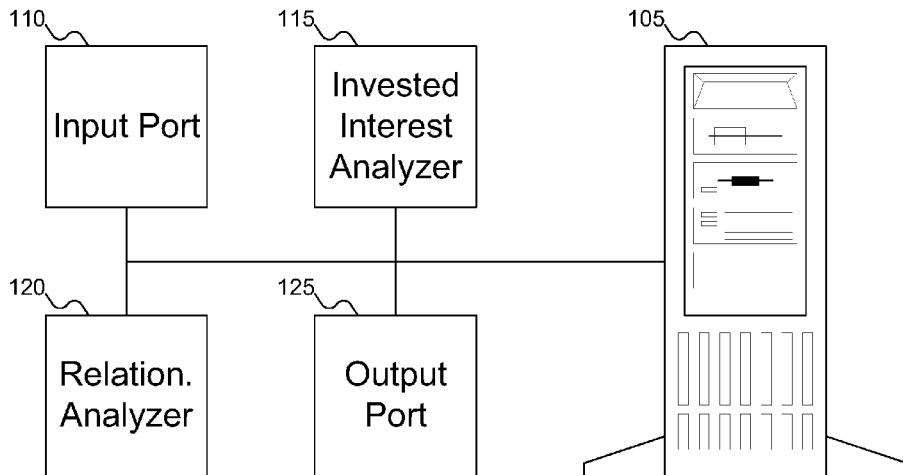 110
115
105
Input Port
Invested
Interest
Analyzer
120
125
Relation.
Analyzer
Output
Port